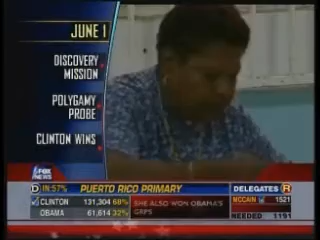 JUNE 1
DISCOVERY
MISSION
POLYGAMY
PROBE
CLINTON WINS
FOX
NEWS
D IN: 57% PUERTO RICO PRIMARY DELEGATES R
CLINTON 131,304 68% SHE ALSO WON OBAMA'S MCCAIN 1521
OBAMA 61,614 32% GRPS NEEDED 1191